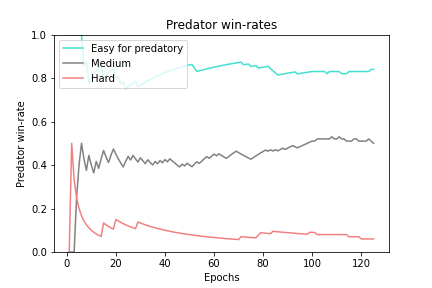 Predator win-rates
1.0
Easy for predatory
Medium
Hard
0.8
0.6
0.4
0.2
0.0
Predator win-rate
0 20 40 60 80 100 120
Epochs